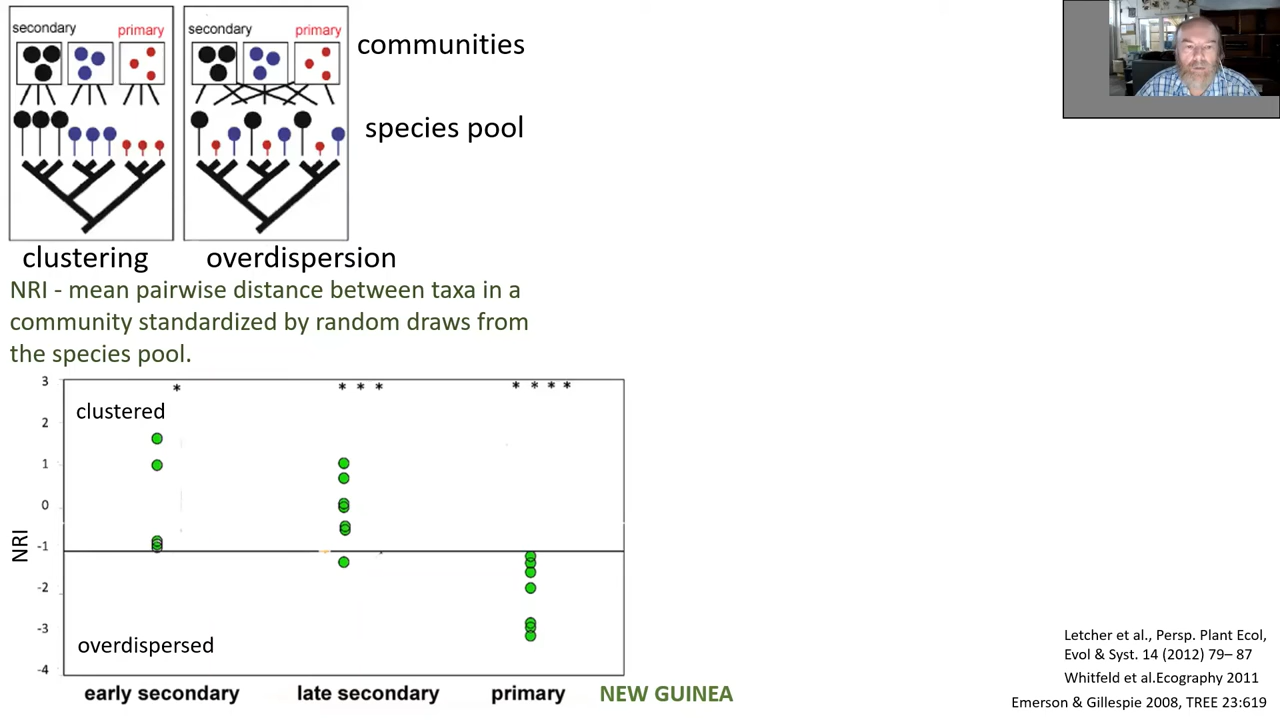 secondary primary
secondary primary
communities
species pool
clustering
overdispersion
NRI - mean pairwise distance between taxa in a
community standardized by random draws from
the species pool.
3
2
1
0
-1
-2
-3
-4
NRI
* * * * * * * *
clustered
overdispersed
early secondary
late secondary
primary
NEW GUINEA
Letcher et al., Persp. Plant Ecol,
Evol & Syst. 14 (2012) 79– 87
Whitfeld et al.Ecography 2011
Emerson & Gillespie 2008, TREE 23:619